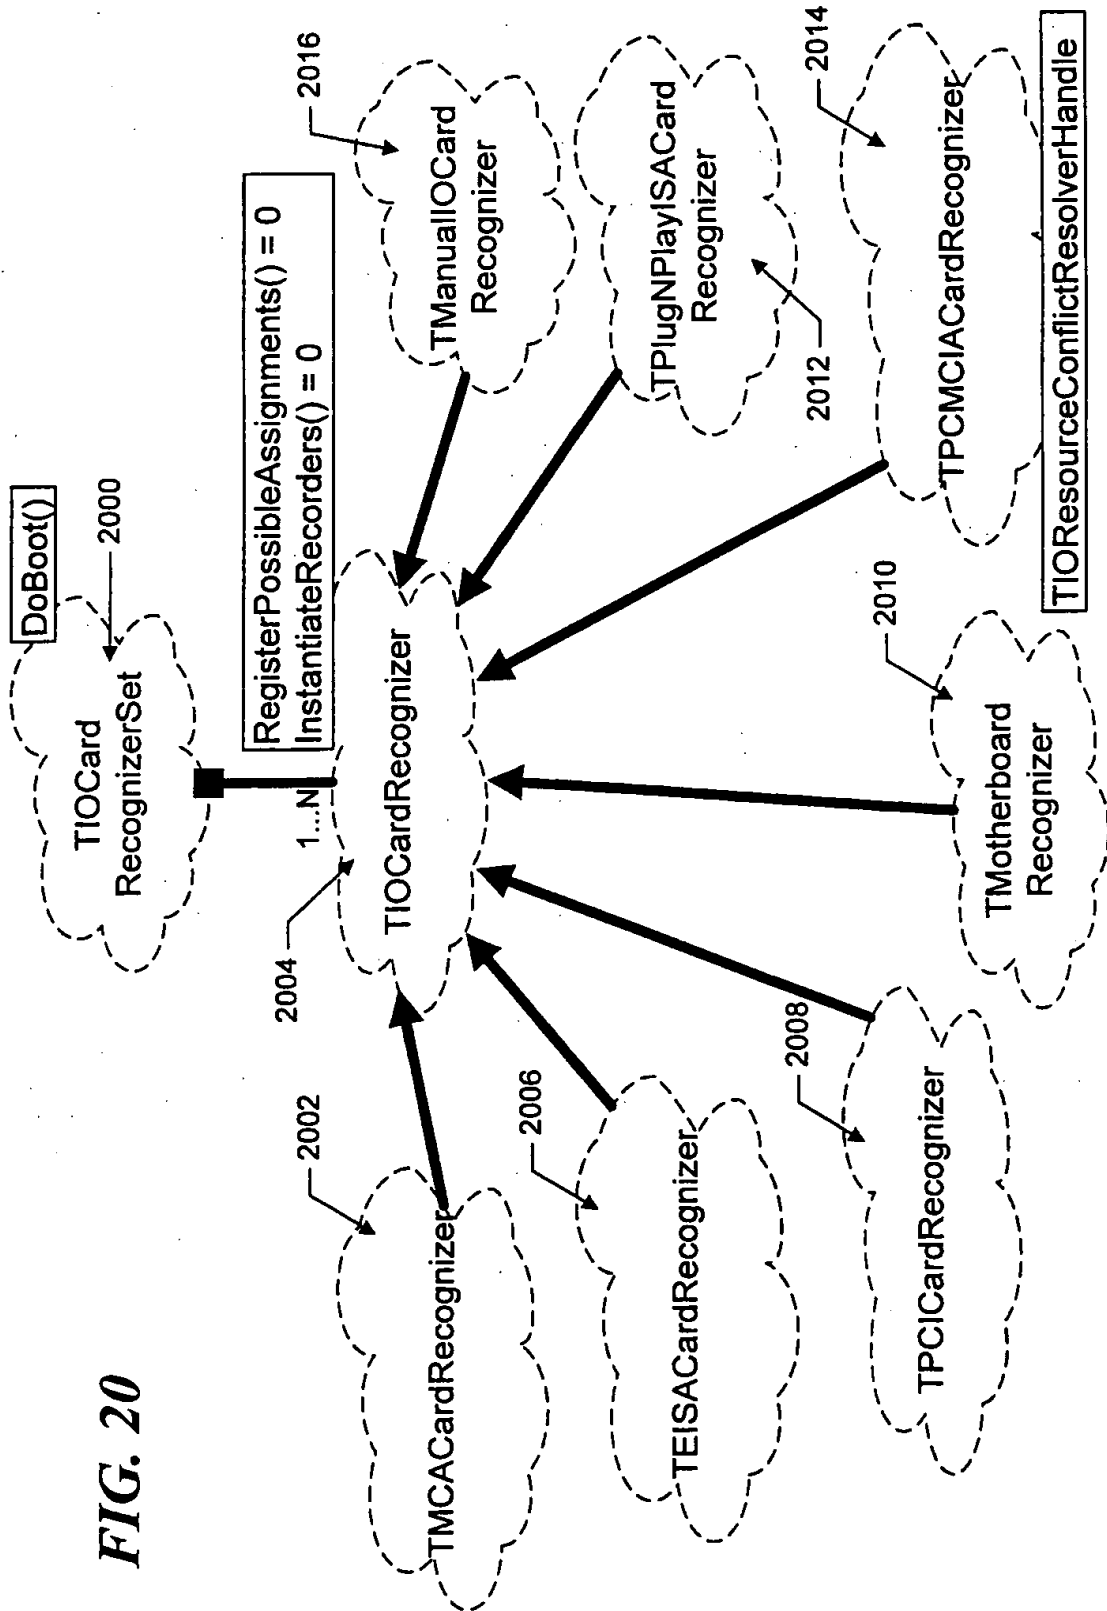 FIG. 20
DoBoot()
2000
TIOCard
RecognizerSet
RegisterPossibleAssignments() = 0
InstantiateRecorders() = 0
1...N
2004
TIOCardRecognizer
2002
TMCACardRecognizer
2006
TEISACardRecognizer
2008
TPCICardRecognizer
2010
TMotherboard
Recognizer
2016
TManualIOCard
Recognizer
TPlugNPlayISACard
Recognizer
2012
2014
TPCMCIACardRecognizer
TIOResourceConflictResolverHandle